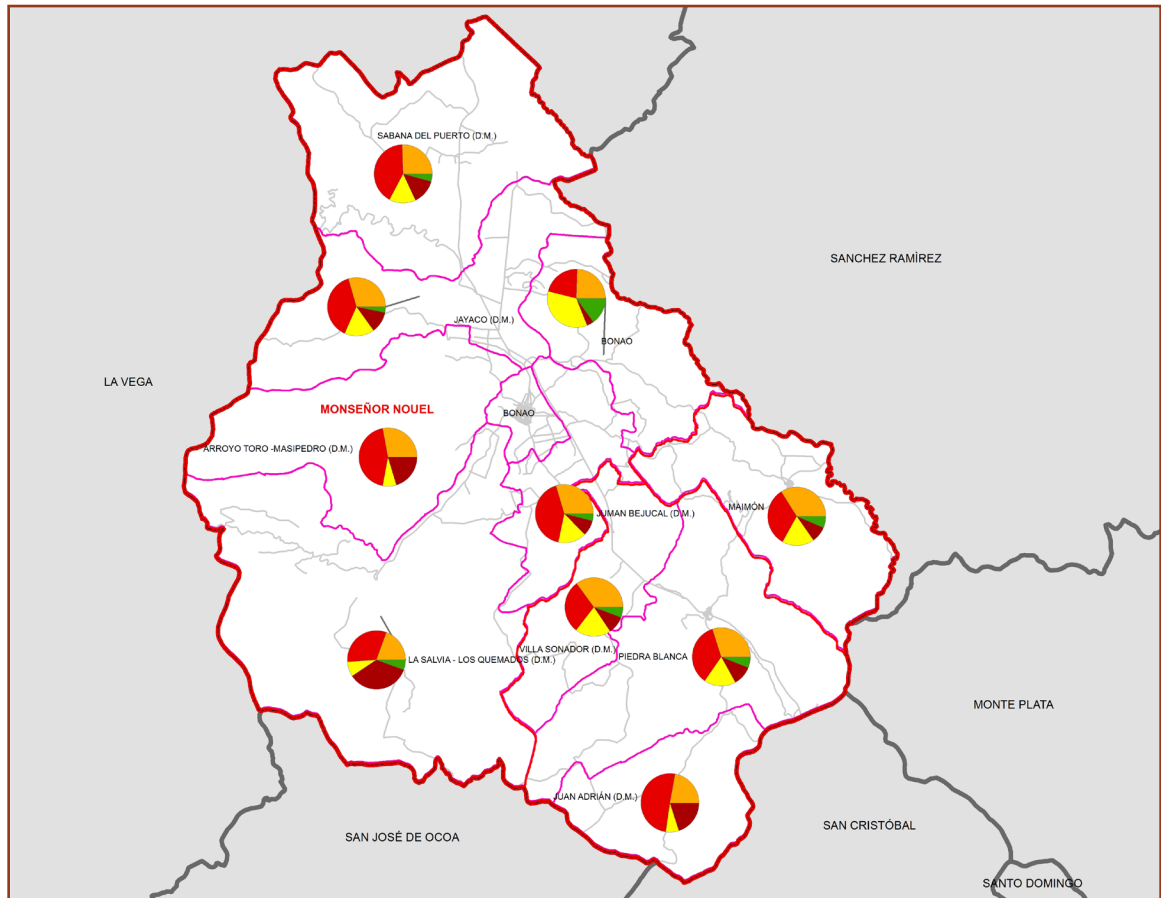 SABANA DEL PUERTO (D.M.)
SANCHEZ RAMÍREZ
JAYACO (D.M.)
BONAO
LA VEGA
MONSEÑOR NOUEL
BONAO
ARROYO TORO -MASIPEDRO (D.M.)
MAIMÓN
JUMAN BEJUCAL (D.M.)
VILLA SONADOR (D.M.)
PIEDRA BLANCA
LA SALVIA - LOS QUEMADOS (D.M.)
MONTE PLATA
JUAN ADRIÁN (D.M.)
SAN CRISTÓBAL
SAN JOSÉ DE OCOA
SANTO DOMINGO